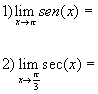 1) lim x→π sen(x) =
2) lim x→π/3 sec(x) =